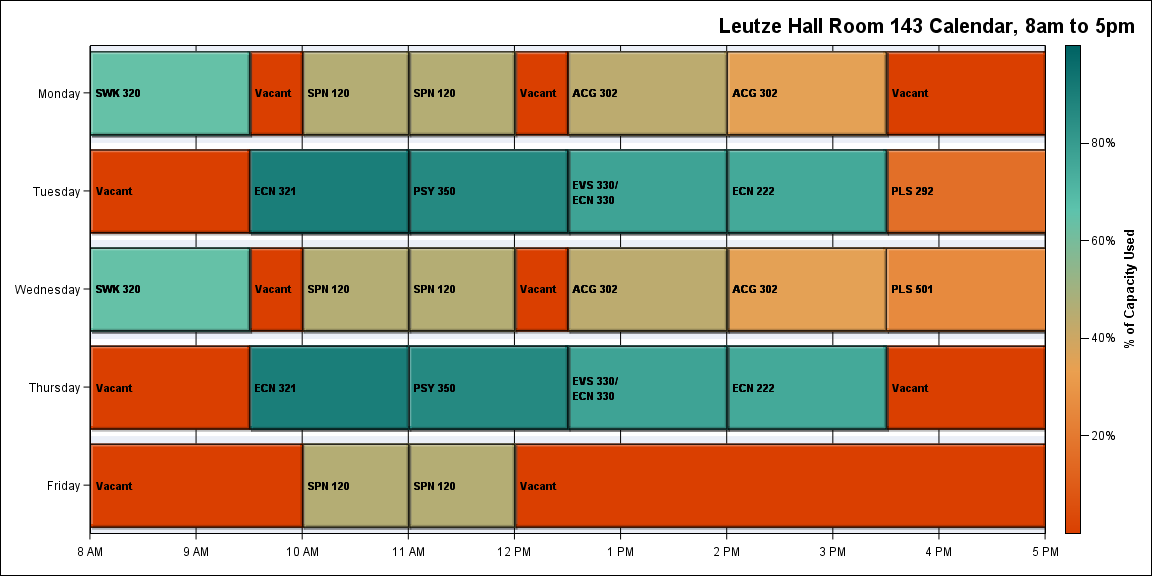 Leutze Hall Room 143 Calendar, 8am to 5pm
Monday
SWK 320
Vacant
SPN 120
SPN 120
Vacant
ACG 302
ACG 302
Vacant
Tuesday
Vacant
ECN 321
PSY 350
EVS 330/
ECN 330
ECN 222
PLS 292
Wednesday
SWK 320
Vacant
SPN 120
SPN 120
Vacant
ACG 302
ACG 302
PLS 501
Thursday
Vacant
ECN 321
PSY 350
EVS 330/
ECN 330
ECN 222
Vacant
Friday
Vacant
SPN 120
SPN 120
Vacant
8 AM
9 AM
10 AM
11 AM
12 PM
1 PM
2 PM
3 PM
4 PM
5 PM
80%
60%
40%
20%
% of Capacity Used